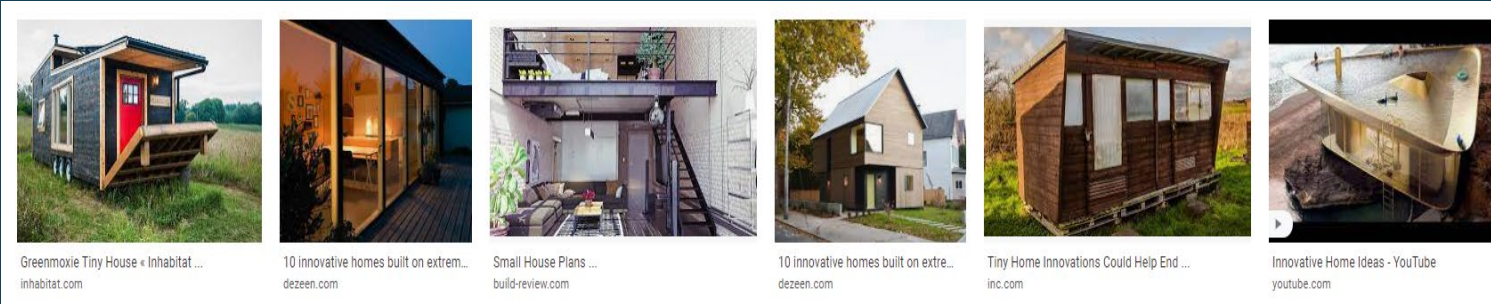 Greenmoxie Tiny House « Inhabitat ...
inhabitat.com
10 innovative homes built on extrem...
dezeen.com
Small House Plans ...
build-review.com
10 innovative homes built on extre...
dezeen.com
Tiny Home Innovations Could Help End ...
inc.com
Innovative Home Ideas - YouTube
youtube.com